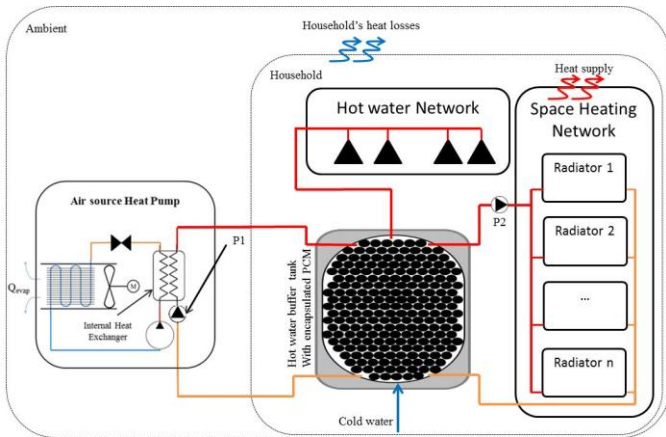 Ambient
Household's heat losses
Household
Heat supply
Hot water Network
Space Heating
Network
Radiator 1
Radiator 2
...
Radiator n
Air source Heat Pump
P1
P2
M
Qevap
Internal Heat
Exchanger
Hot water buffer tank
With encapsulated PCM
Cold water